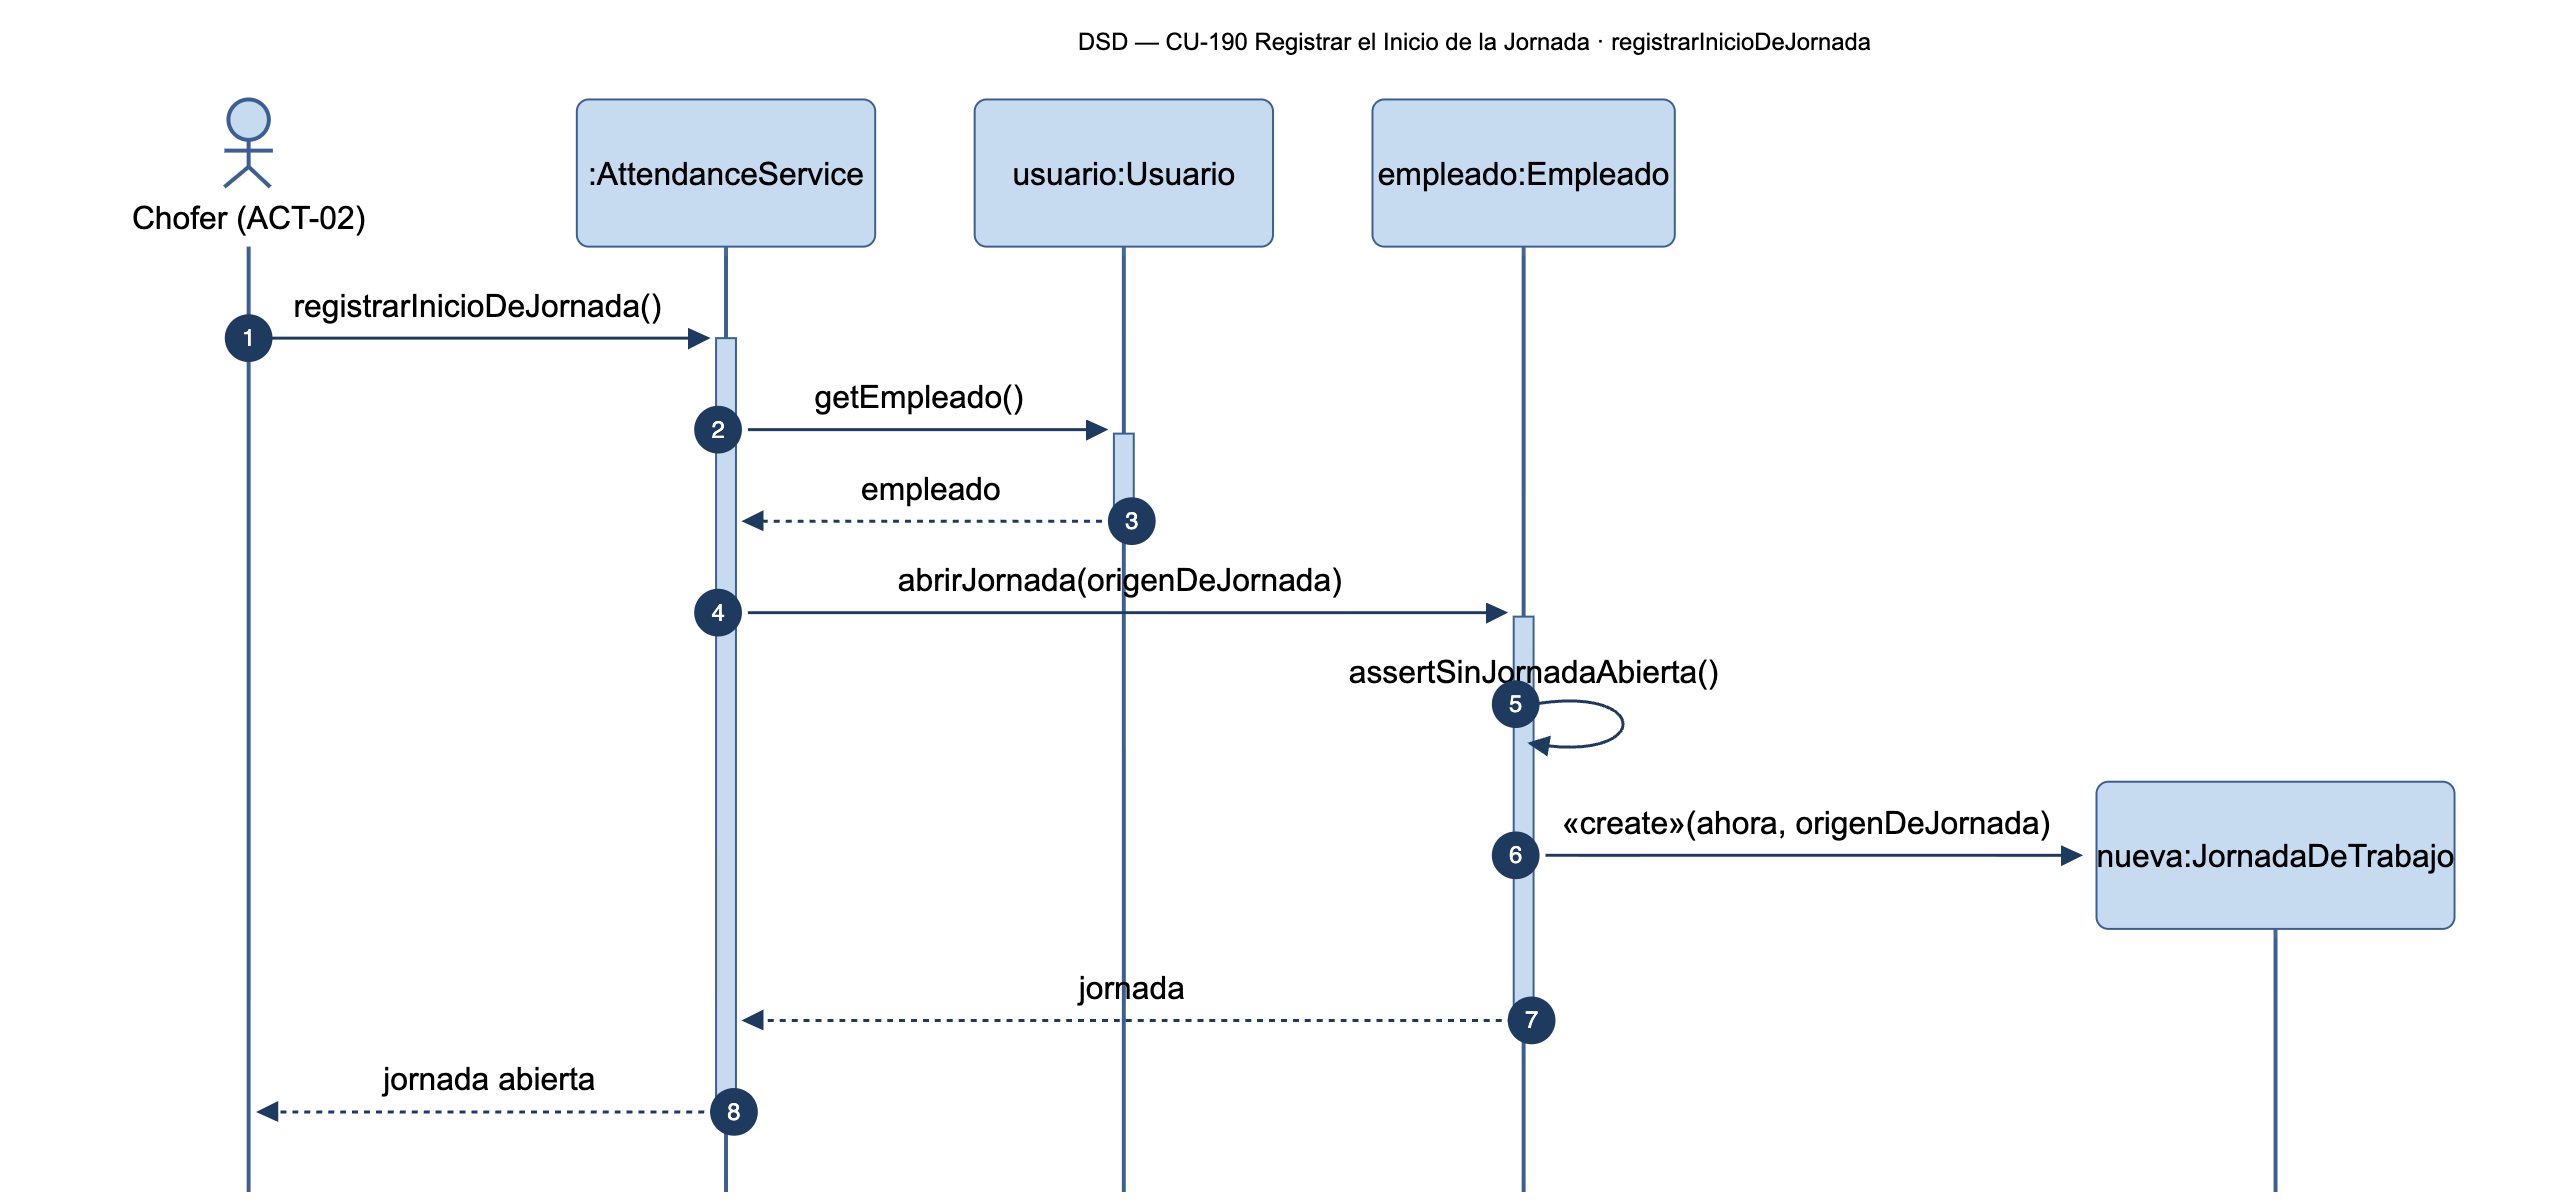 DSD — CU-190 Registrar el Inicio de la Jornada · registrarInicioDeJornada
Chofer (ACT-02)
:AttendanceService
usuario:Usuario
empleado:Empleado
registrarInicioDeJornada()
1
getEmpleado()
2
empleado
3
abrirJornada(origenDeJornada)
4
assertSinJornadaAbierta()
5
«create»(ahora, origenDeJornada)
6
nueva:JornadaDeTrabajo
jornada
7
jornada abierta
8